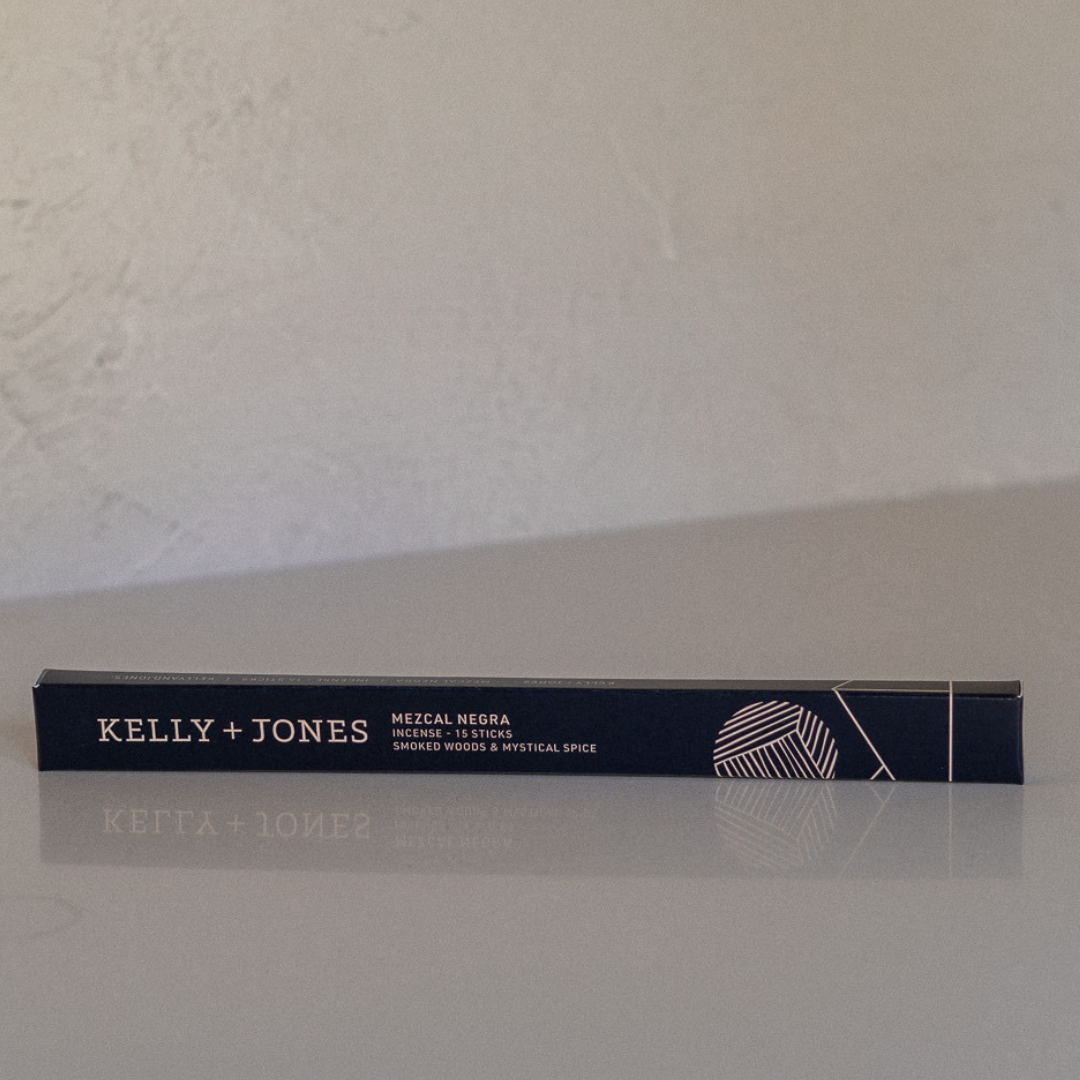 KELLY + JONES
MEZCAL NEGRA
INCENSE - 15 STICKS
SMOKED WOODS & MYSTICAL SPICE